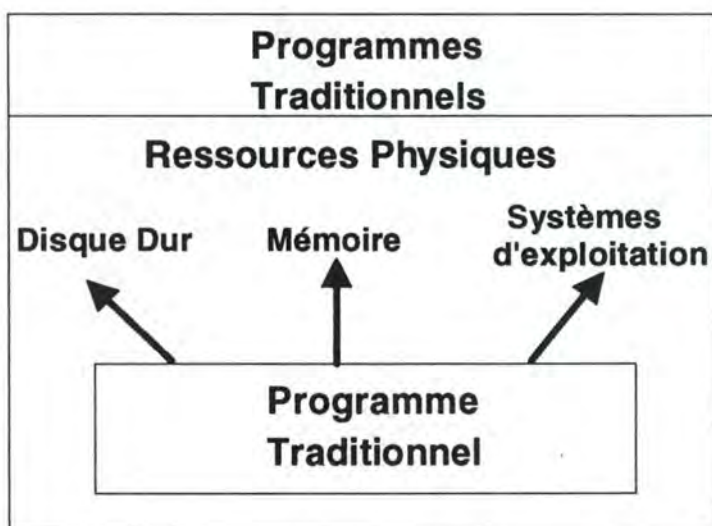 Programmes
Traditionnels
Ressources Physiques
Disque Dur
Mémoire
Systèmes
d'exploitation
Programme
Traditionnel